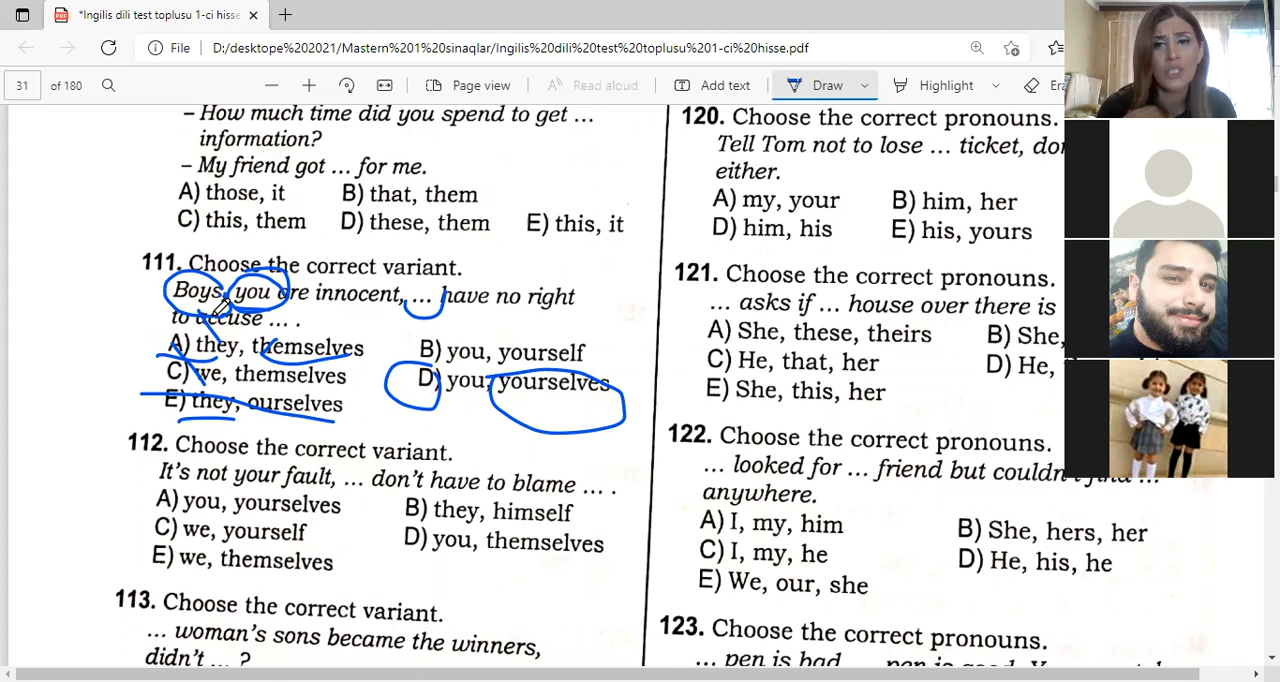 *Ingilis dili test toplusu 1-ci hisse
File
D:/desktope%202021/Mastern%201%20sinaqlar/Ingilis%20dili%20test%20toplusu%201-ci%20hisse.pdf
31 of 180
Page view
Read aloud
Add text
Draw
Highlight
– How much time did you spend to get ...
information?
– My friend got ... for me.
A) those, it B) that, them
C) this, them D) these, them E) this, it
111. Choose the correct variant.
Boys, you are innocent, ... have no right
to accuse ... .
A) they, themselves B) you, yourself
C) we, themselves D) you, yourselves
E) they, ourselves
112. Choose the correct variant.
It's not your fault, ... don't have to blame ... .
A) you, yourselves B) they, himself
C) we, yourself D) you, themselves
E) we, themselves
113. Choose the correct variant.
... woman's sons became the winners,
didn't ... ?
120. Choose the correct pronouns.
Tell Tom not to lose ... ticket,
either.
A) my, your B) him, her
D) him, his E) his, yours
121. Choose the correct pronouns.
... asks if ... house over there is
A) She, these, theirs B) She,
C) He, that, her D) He,
E) She, this, her
122. Choose the correct pronouns.
... looked for ... friend but couldn't find ...
anywhere.
A) I, my, him B) She, hers, her
C) I, my, he D) He, his, he
E) We, our, she
123. Choose the correct pronouns.
... pen is bad